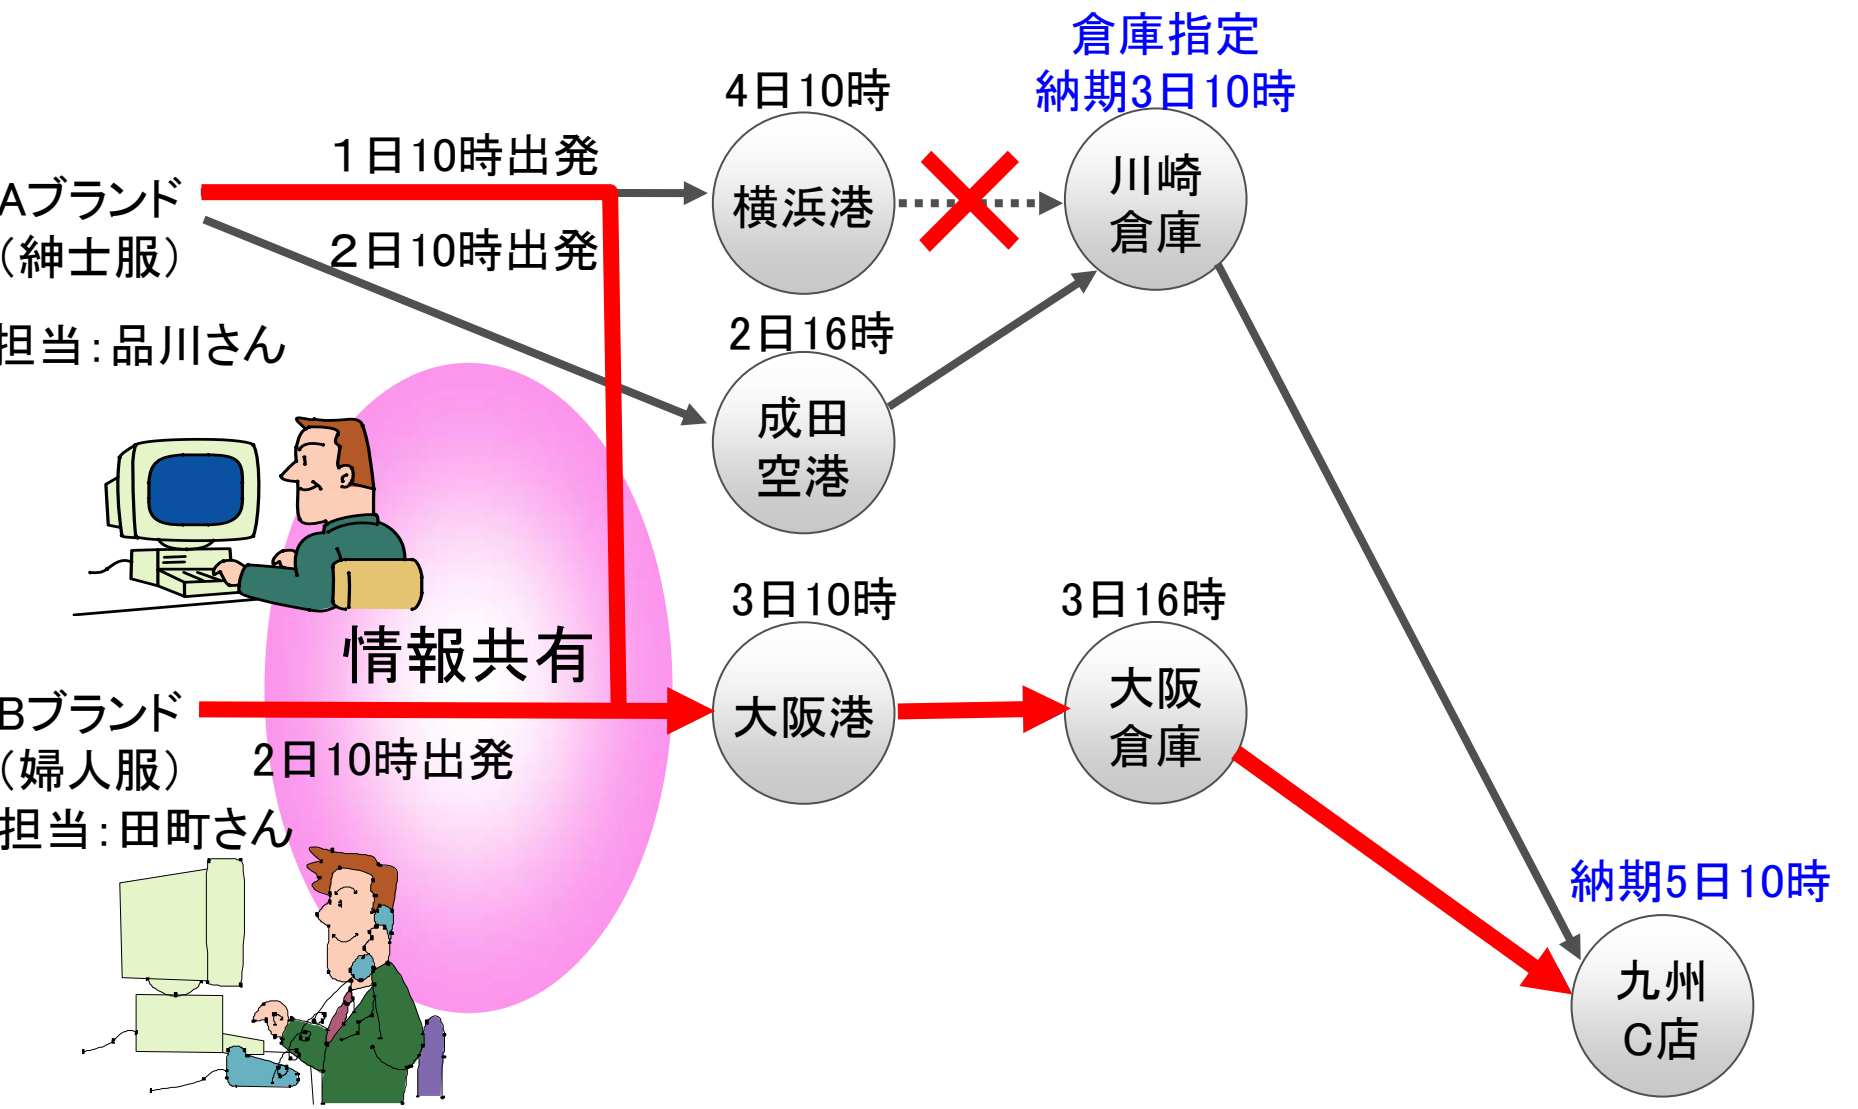 倉庫指定
納期3日10時
4日10時
1日10時出発
横浜港
川崎
倉庫
Aブランド
(紳士服)
2日10時出発
担当:品川さん
2日16時
成田
空港
3日10時
3日16時
情報共有
大阪港
大阪
倉庫
Bブランド
(婦人服)
2日10時出発
担当:田町さん
納期5日10時
九州
C店